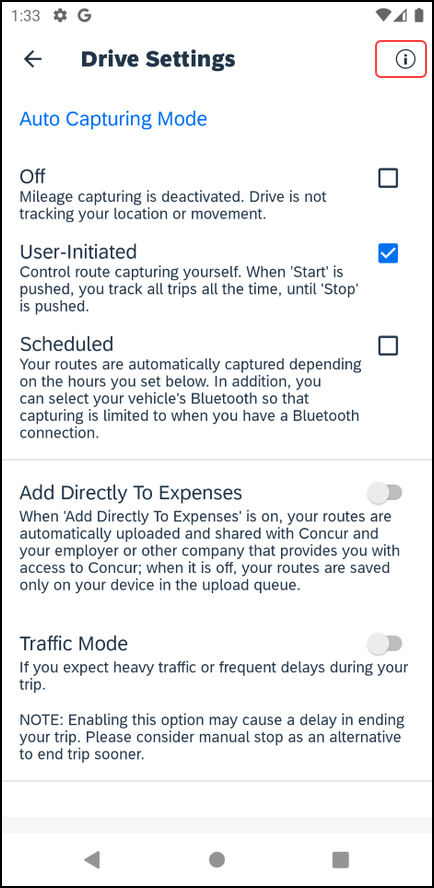 1:33
Drive Settings
Auto Capturing Mode
Off
Mileage capturing is deactivated. Drive is not
tracking your location or movement.
User-Initiated
Control route capturing yourself. When 'Start' is
pushed, you track all trips all the time, until 'Stop'
is pushed.
Scheduled
Your routes are automatically captured depending
on the hours you set below. In addition, you
can select your vehicle's Bluetooth so that
capturing is limited to when you have a Bluetooth
connection.
Add Directly To Expenses
When 'Add Directly To Expenses' is on, your routes are
automatically uploaded and shared with Concur and
your employer or other company that provides you with
access to Concur; when it is off, your routes are saved
only on your device in the upload queue.
Traffic Mode
If you expect heavy traffic or frequent delays during your
trip.
NOTE: Enabling this option may cause a delay in ending
your trip. Please consider manual stop as an alternative
to end trip sooner.